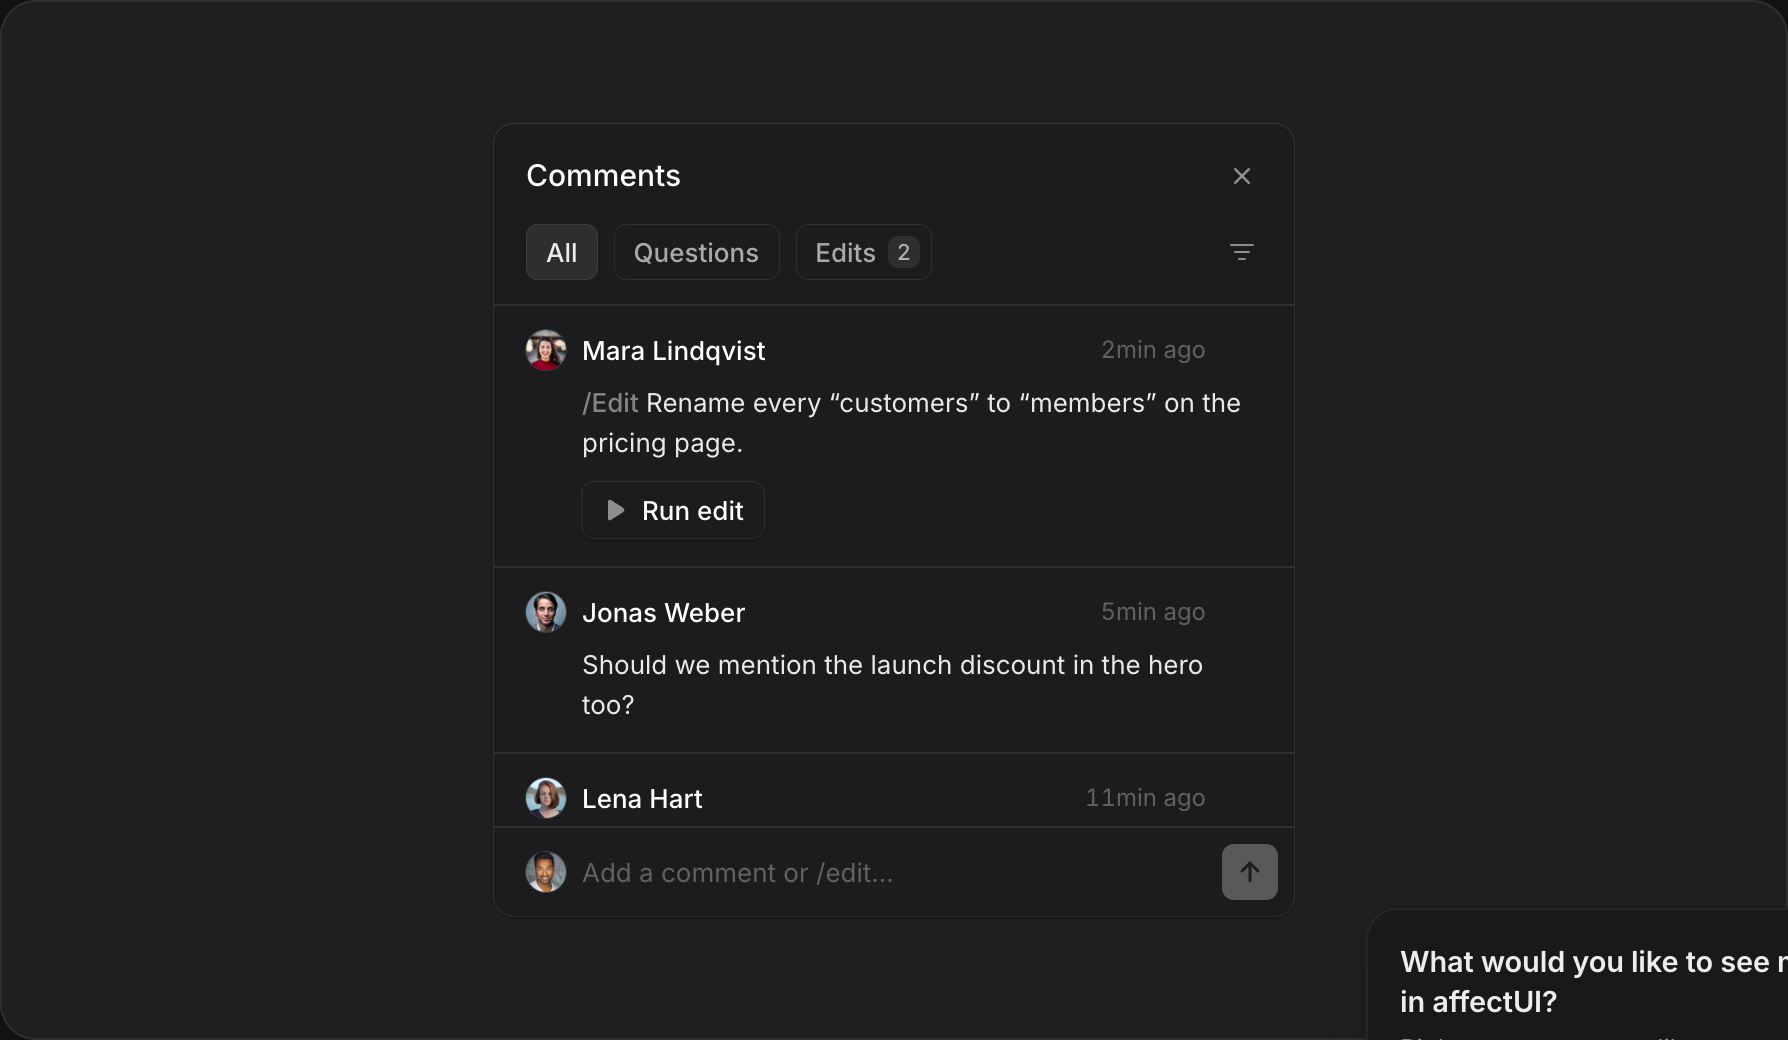 Comments
All
Questions
Edits 2
Mara Lindqvist
2min ago
/Edit Rename every “customers” to “members” on the
pricing page.
Run edit
Jonas Weber
5min ago
Should we mention the launch discount in the hero
too?
Lena Hart
11min ago
Add a comment or /edit...
What would you like to see
in affectUI?